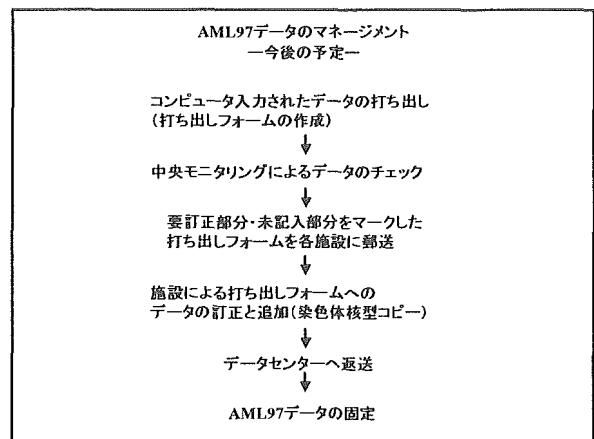 AML97データのマネージメント
―今後の予定―
コンピュータ入力されたデータの打ち出し
(打ち出しフォームの作成)
中央モニタリングによるデータのチェック
要訂正部分・未記入部分をマークした
打ち出しフォームを各施設に郵送
施設による打ち出しフォームへの
データの訂正と追加(染色体核型コピー)
データセンターへ返送
AML97データの固定